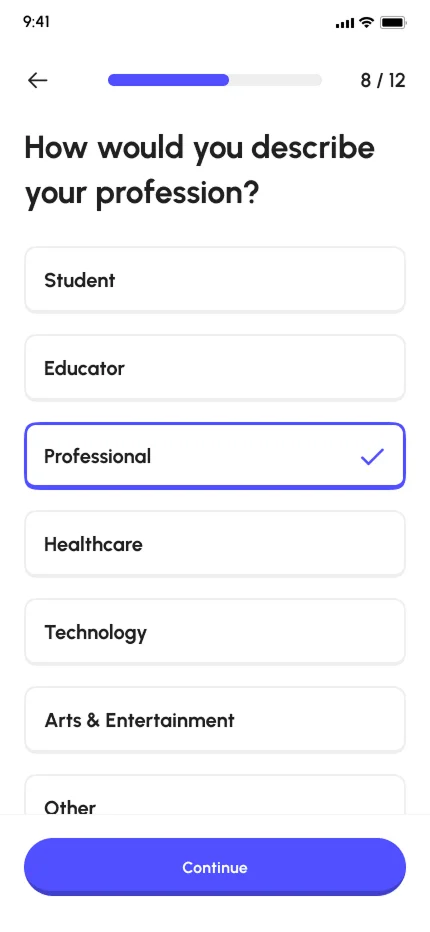 9:41
8 / 12
How would you describe
your profession?
Student
Educator
Professional
Healthcare
Technology
Arts & Entertainment
Other
Continue